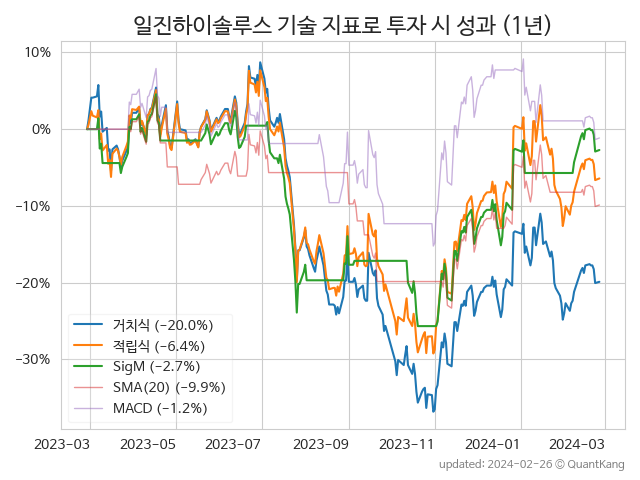 일진하이솔루스 기술 지표로 투자 시 성과 (1년)
10%
0%
−10%
−20%
−30%
거치식 (−20.0%)
적립식 (−6.4%)
SigM (−2.7%)
SMA(20) (−9.9%)
MACD (−1.2%)
2023−03 2023−05 2023−07 2023−09 2023−11 2024−01 2024−03
updated: 2024−02−26 © QuantKang